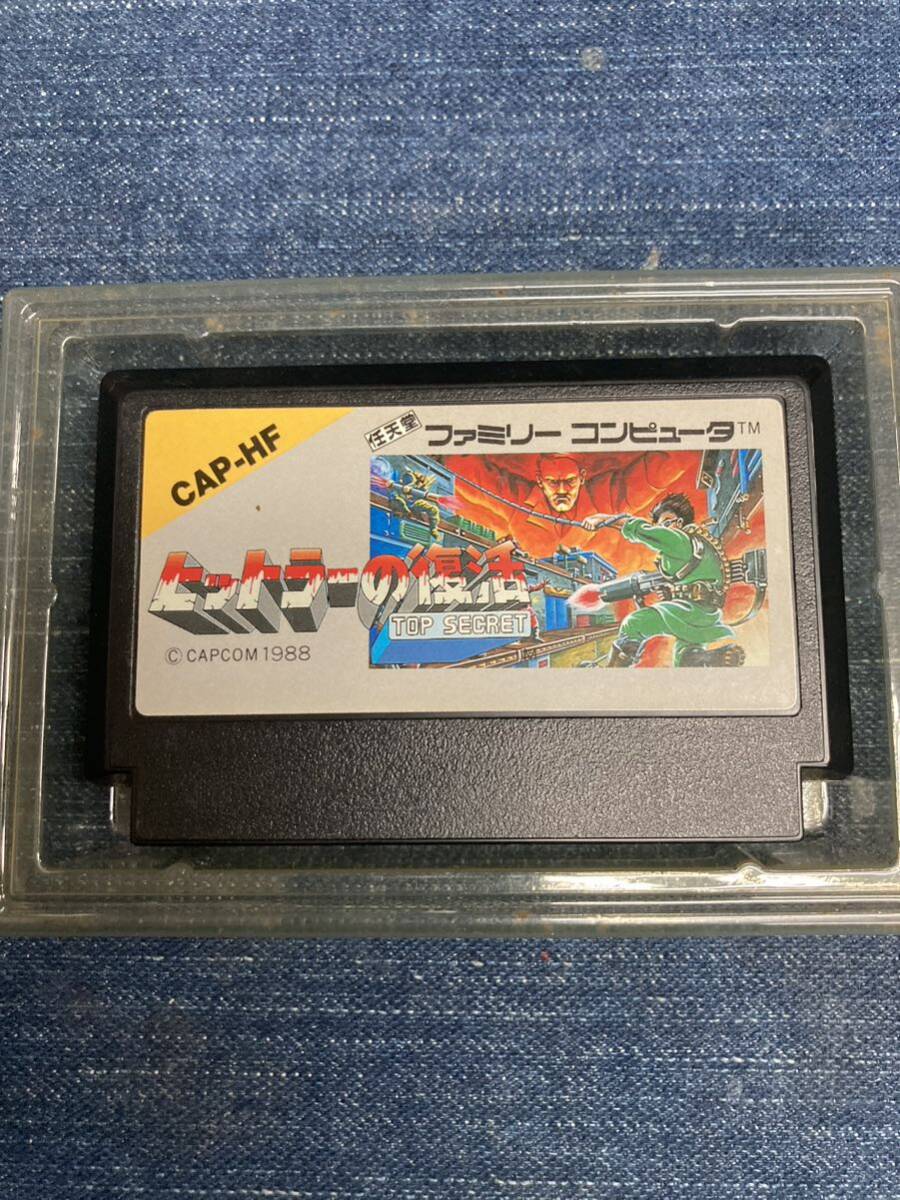 CAP-HF
任天堂 ファミリー コンピュータ™
ヒットラーの復活
TOP SECRET
© CAPCOM 1988